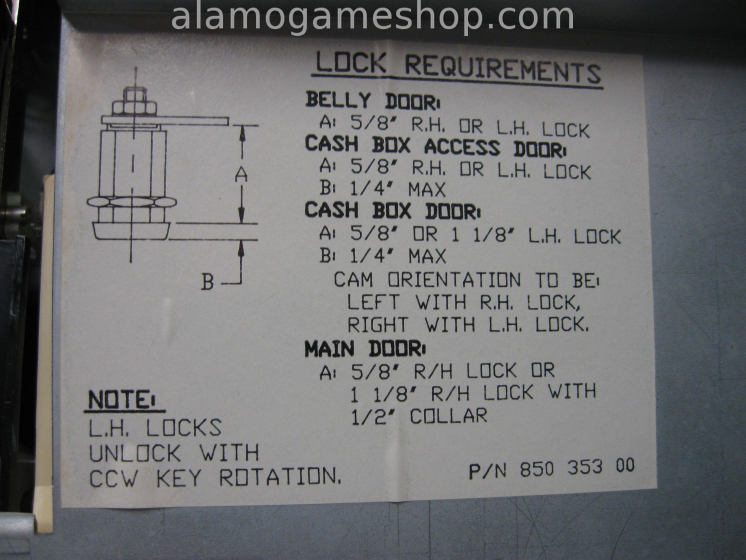 alamogameshop.com
LOCK REQUIREMENTS
BELLY DOOR:
A: 5/8" R.H. OR L.H. LOCK
CASH BOX ACCESS DOOR:
A: 5/8" R.H. OR L.H. LOCK
B: 1/4" MAX
CASH BOX DOOR:
A: 5/8" OR 1 1/8" L.H. LOCK
B: 1/4" MAX
CAM ORIENTATION TO BE:
LEFT WITH R.H. LOCK,
RIGHT WITH L.H. LOCK.
MAIN DOOR:
A: 5/8" R/H LOCK OR
1 1/8" R/H LOCK WITH
1/2" COLLAR
A
B
NOTE:
L.H. LOCKS
UNLOCK WITH
CCW KEY ROTATION.
P/N 850 353 00